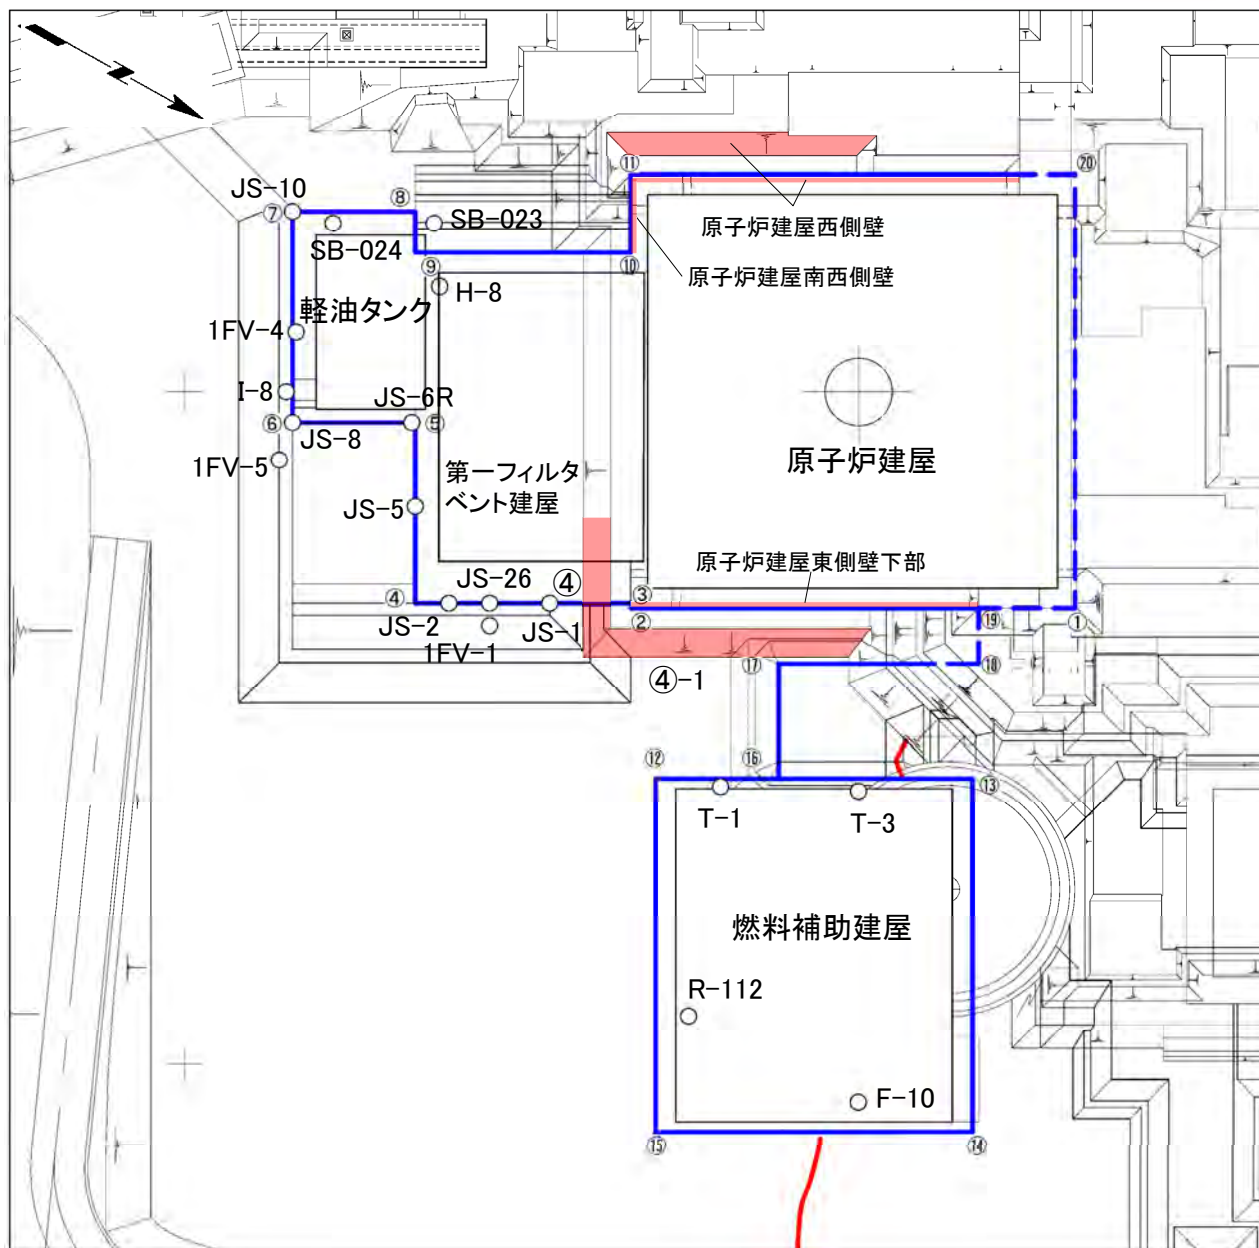 ⑪
⑳
JS-10
⑧
⑦
SB-023
原子炉建屋西側壁
SB-024
⑨
⑩
原子炉建屋南西側壁
H-8
軽油タンク
1FV-4
I-8
JS-6R
⑥
JS-8
⑤
1FV-5
第一フィルタ
ベント建屋
原子炉建屋
JS-5
原子炉建屋東側壁下部
JS-26
④
④
③
JS-2
JS-1
②
⑲
①
1FV-1
④-1
⑰
⑱
⑫
⑯
⑬
T-1
T-3
燃料補助建屋
R-112
F-10
⑮
⑭